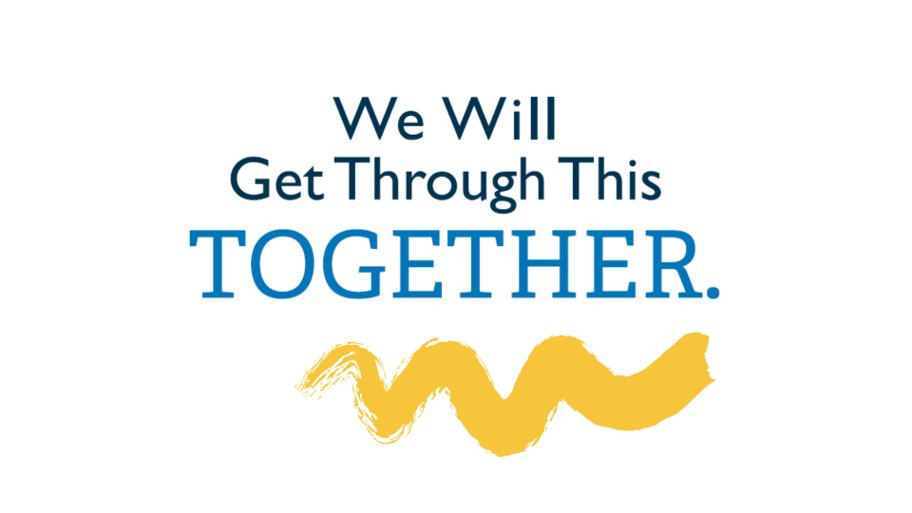 We Will
Get Through This
TOGETHER.